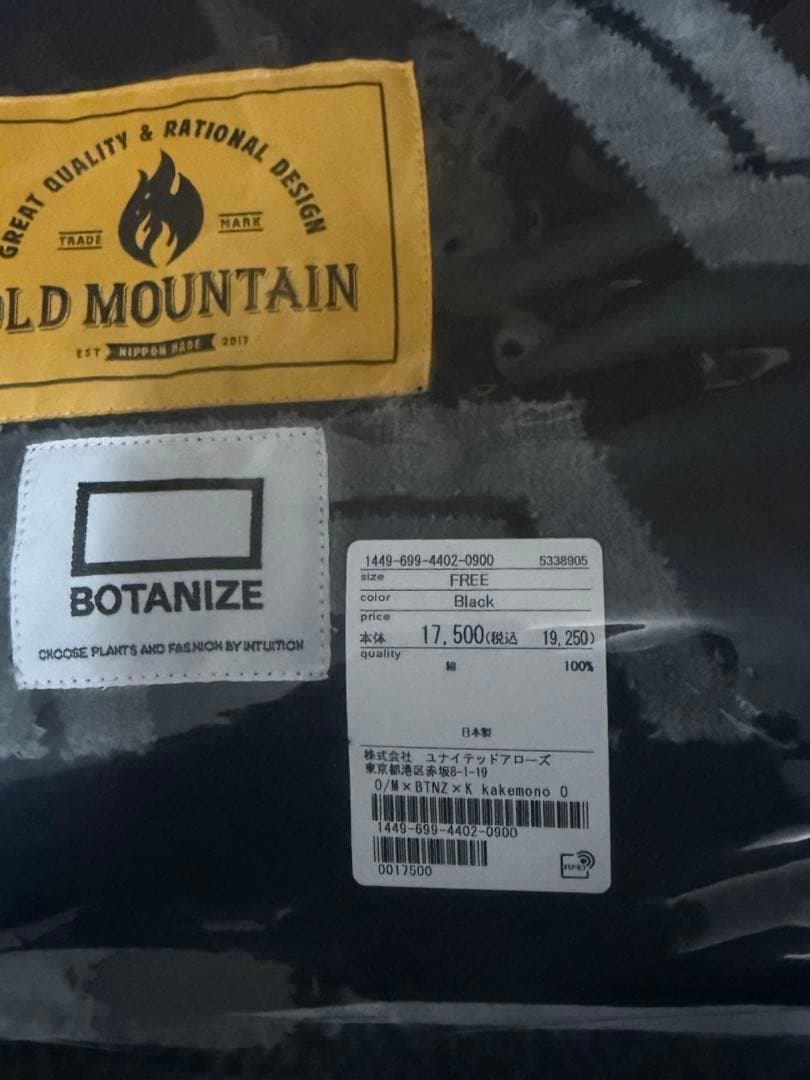 GREAT QUALITY & RATIONAL DESIGN
TRADE MARK
OLD MOUNTAIN
EST NIPPON MADE 2017
BOTANIZE
CHOOSE PLANTS AND FASHION BY INTUITION
1449-699-4402-0900 5338905
size FREE
color Black
price
本体 17,500(税込 19,250)
quality
綿 100%
日本製
株式会社 ユナイテッドアローズ
東京都港区赤坂8-1-19
O/M×BTNZ×K kakemono O
1449-699-4402-0900
0017500
RFID